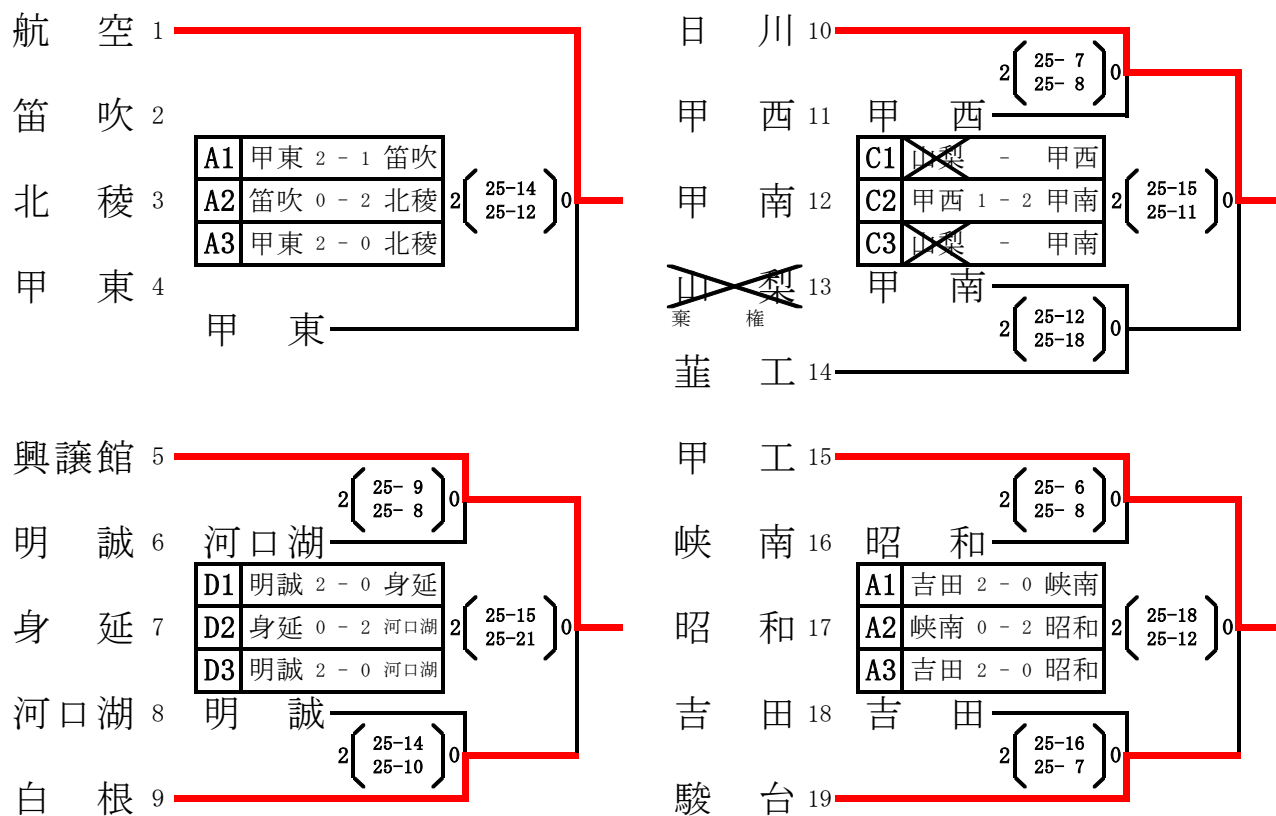 航空 1
笛吹 2
A1 甲東 2 - 1 笛吹
北稜 3
A2 笛吹 0 - 2 北稜
2 25-14 0
25-12
A3 甲東 2 - 0 北稜
甲東 4
甲東
興譲館 5
2 25- 9 0
25- 8
明誠 6 河口湖
D1 明誠 2 - 0 身延
身延 7
D2 身延 0 - 2 河口湖
2 25-15 0
25-21
D3 明誠 2 - 0 河口湖
河口湖 8 明誠
2 25-14 0
25-10
白根 9
日川 10
2 25- 7 0
25- 8
甲西 11 甲西
C1 山梨 - 甲西
甲南 12
C2 甲西 1 - 2 甲南
2 25-15 0
25-11
C3 山梨 - 甲南
山梨 13 甲南
棄権
2 25-12 0
25-18
韮工 14
甲工 15
2 25- 6 0
25- 8
峡南 16 昭和
A1 吉田 2 - 0 峡南
昭和 17
A2 峡南 0 - 2 昭和
2 25-18 0
25-12
A3 吉田 2 - 0 昭和
吉田 18 吉田
2 25-16 0
25- 7
駿台 19